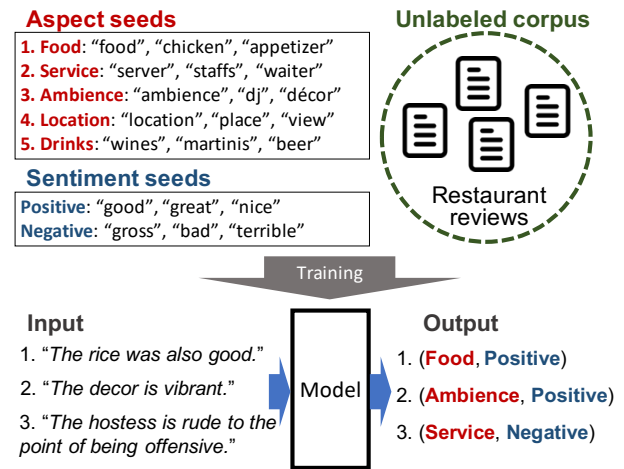 Aspect seeds
1. Food: “food”, “chicken”, “appetizer”
2. Service: “server”, “staffs”, “waiter”
3. Ambience: “ambience”, “dj”, “décor”
4. Location: “location”, “place”, “view”
5. Drinks: “wines”, “martinis”, “beer”
Sentiment seeds
Positive: “good”, “great”, “nice”
Negative: “gross”, “bad”, “terrible”
Unlabeled corpus
Restaurant
reviews
Training
Input
1. “The rice was also good.”
2. “The decor is vibrant.”
3. “The hostess is rude to the
point of being offensive.”
Model
Output
1. (Food, Positive)
2. (Ambience, Positive)
3. (Service, Negative)